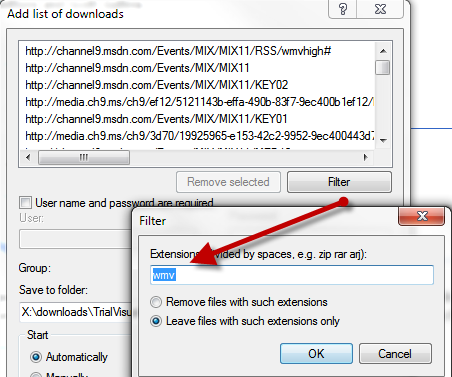 Add list of downloads
http://channel9.msdn.com/Events/MIX/MIX11/RSS/wmvhigh#
http://channel9.msdn.com/Events/MIX/MIX11
http://channel9.msdn.com/Events/MIX/MIX11/KEY02
http://media.ch9.ms/ch9/ef12/5121143b-effa-490b-83f7-9ec400b1ef12/
http://channel9.msdn.com/Events/MIX/MIX11/KEY01
http://media.ch9.ms/ch9/3d70/19925965-e153-42c2-9952-9ec400443d7
Remove selected
Filter
User name and password are required
User:
Group:
Save to folder:
X:\downloads\TrialVisu
Start
Automatically
Manually
Filter
Extensions divided by spaces, e.g. zip rar arj):
wmv
Remove files with such extensions
Leave files with such extensions only
OK
Cancel